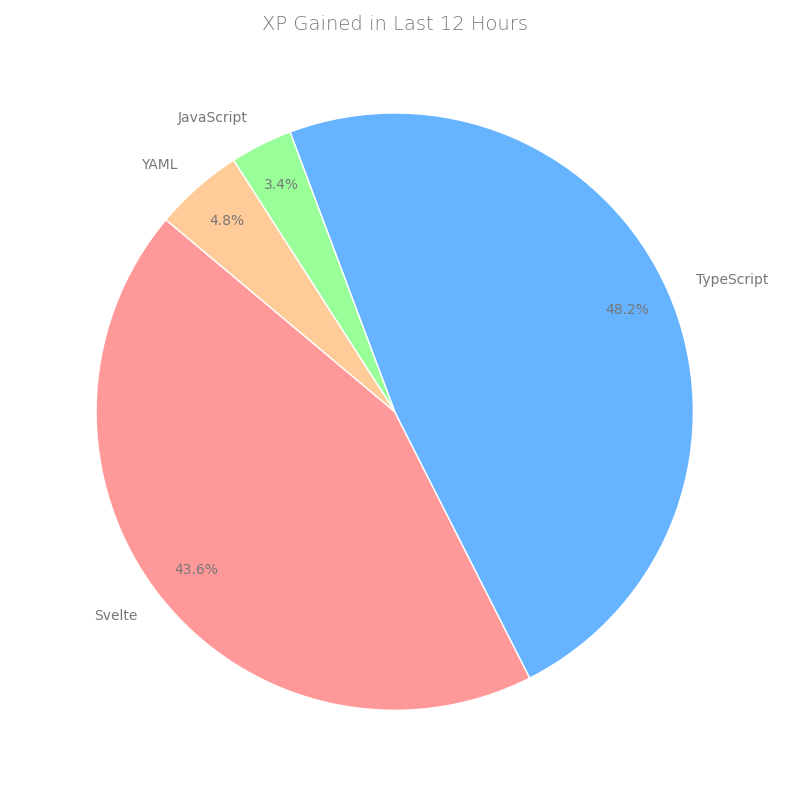 XP Gained in Last 12 Hours
JavaScript
YAML
3.4%
4.8%
TypeScript
48.2%
43.6%
Svelte